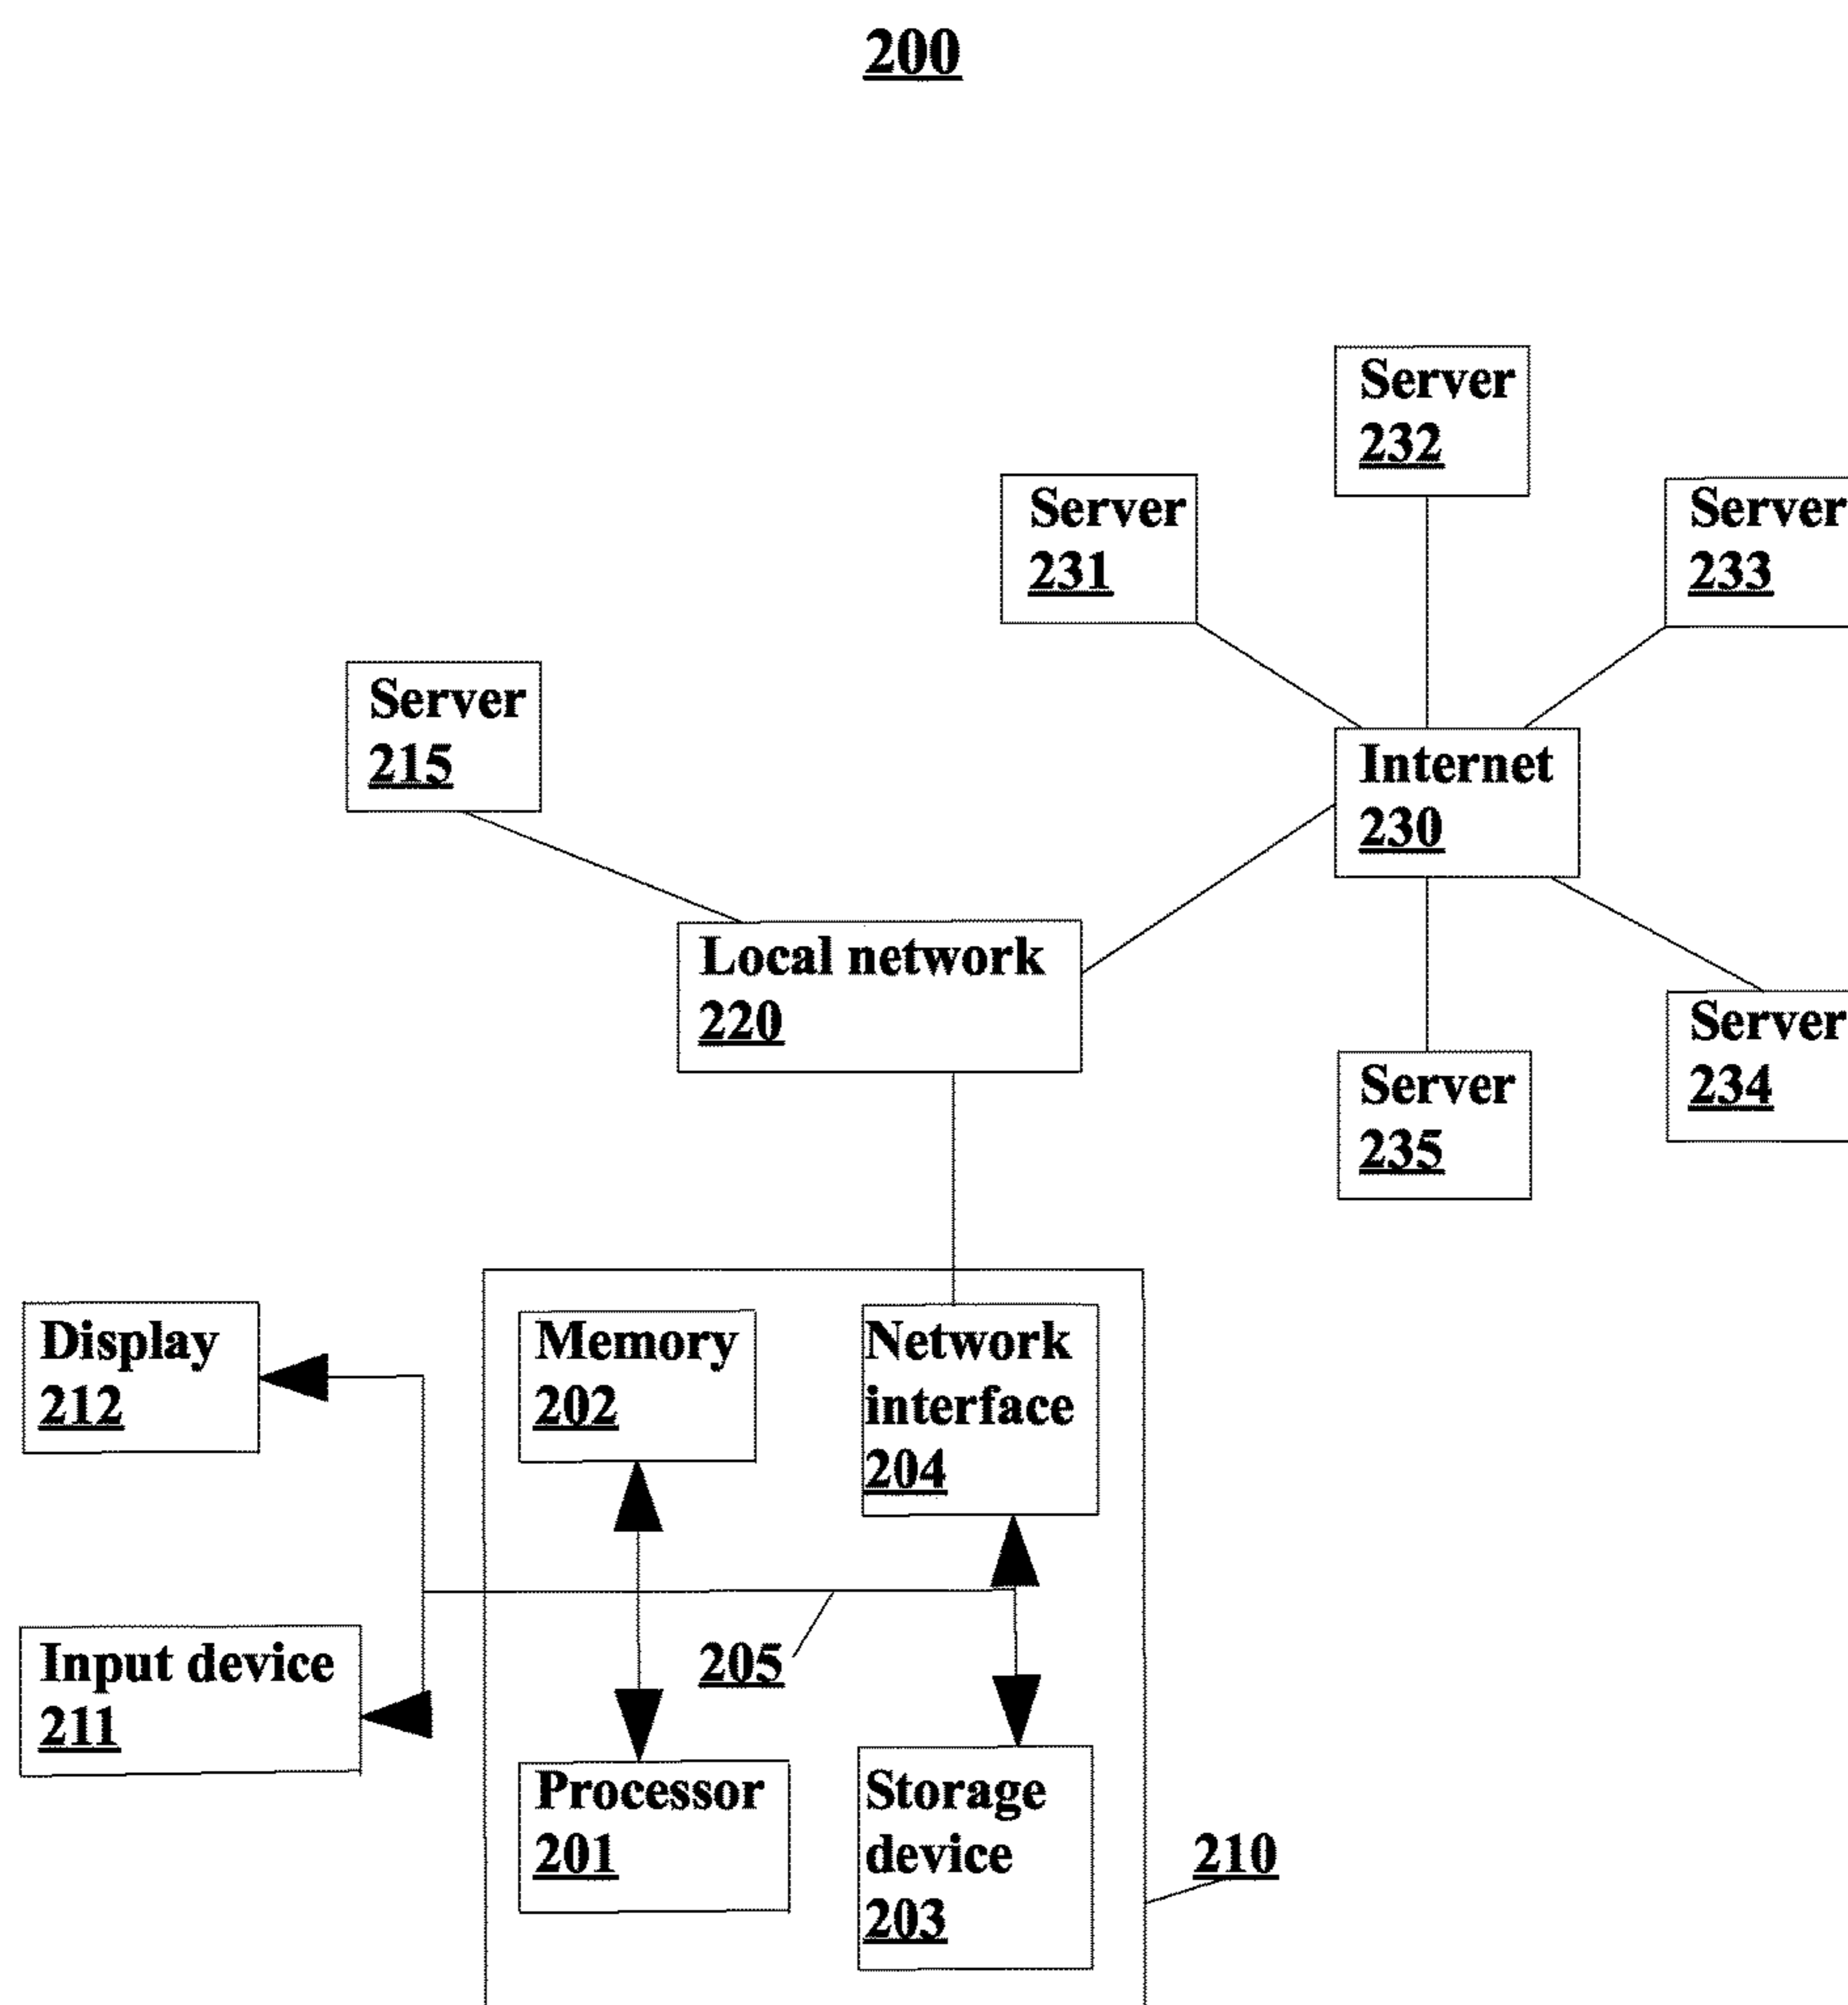 200
Server
232
Server
231
Server
233
Server
215
Internet
230
Local network
220
Server
234
Server
235
Display
212
Memory
202
Network
interface
204
Input device
211
205
Processor
201
Storage
device
203
210